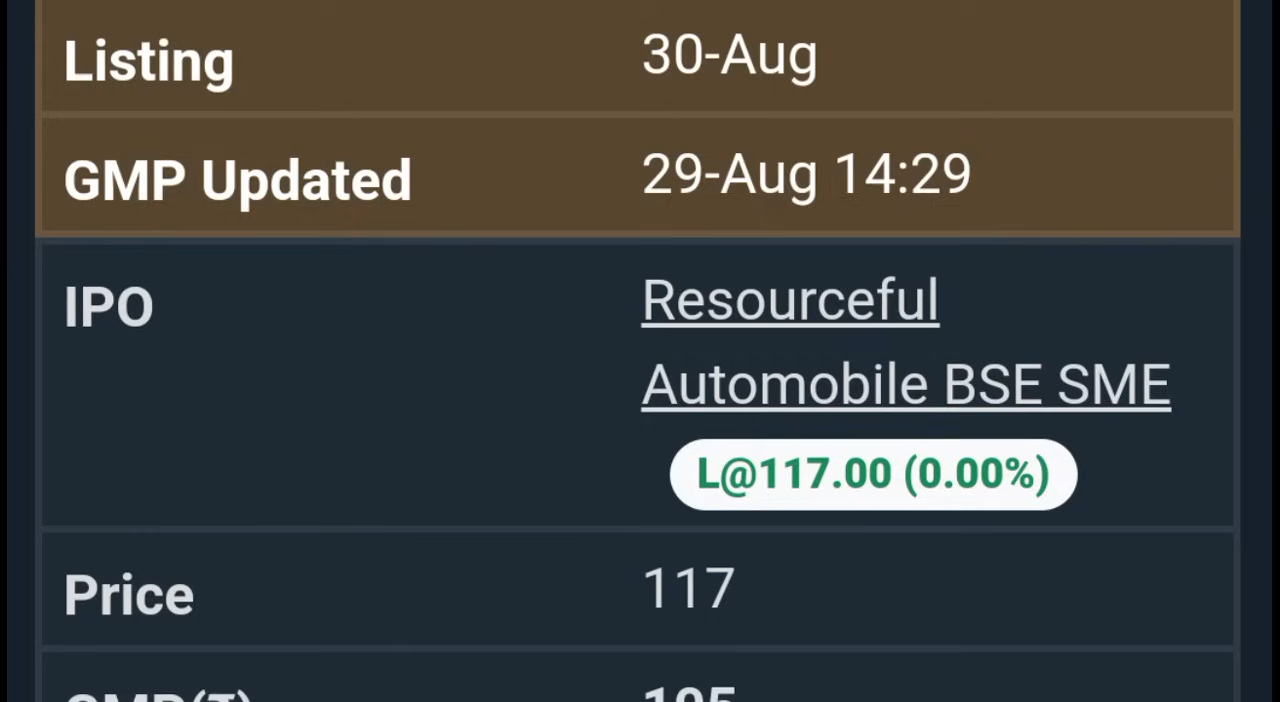 Listing 30-Aug
GMP Updated 29-Aug 14:29
IPO Resourceful
Automobile BSE SME
L@117.00 (0.00%)
Price 117